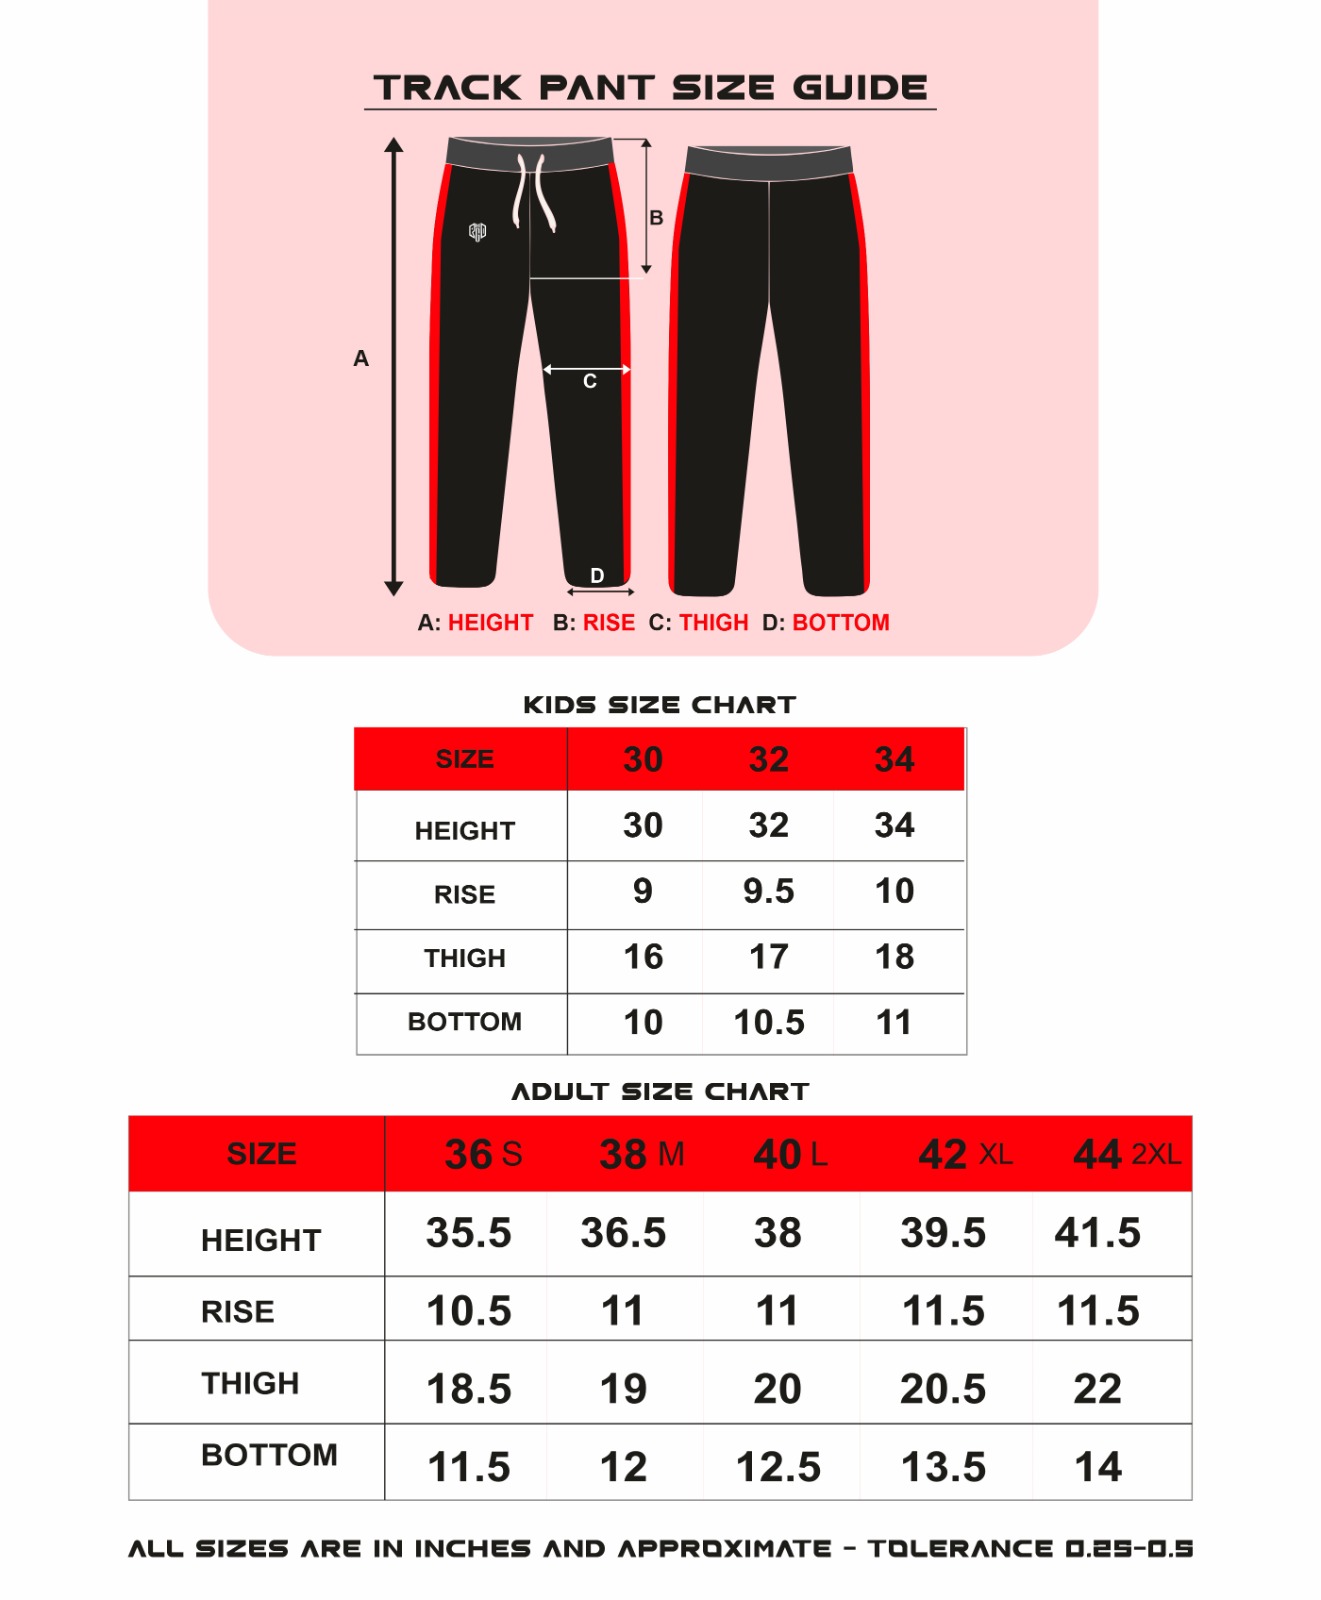 TRACK PANT SIZE GUIDE
A
B
C
D
A: HEIGHT B: RISE C: THIGH D: BOTTOM
KIDS SIZE CHART
SIZE 30 32 34
HEIGHT 30 32 34
RISE 9 9.5 10
THIGH 16 17 18
BOTTOM 10 10.5 11
ADULT SIZE CHART
SIZE 36 S 38 M 40 L 42 XL 44 2XL
HEIGHT 35.5 36.5 38 39.5 41.5
RISE 10.5 11 11 11.5 11.5
THIGH 18.5 19 20 20.5 22
BOTTOM 11.5 12 12.5 13.5 14
ALL SIZES ARE IN INCHES AND APPROXIMATE - TOLERANCE 0.25-0.5